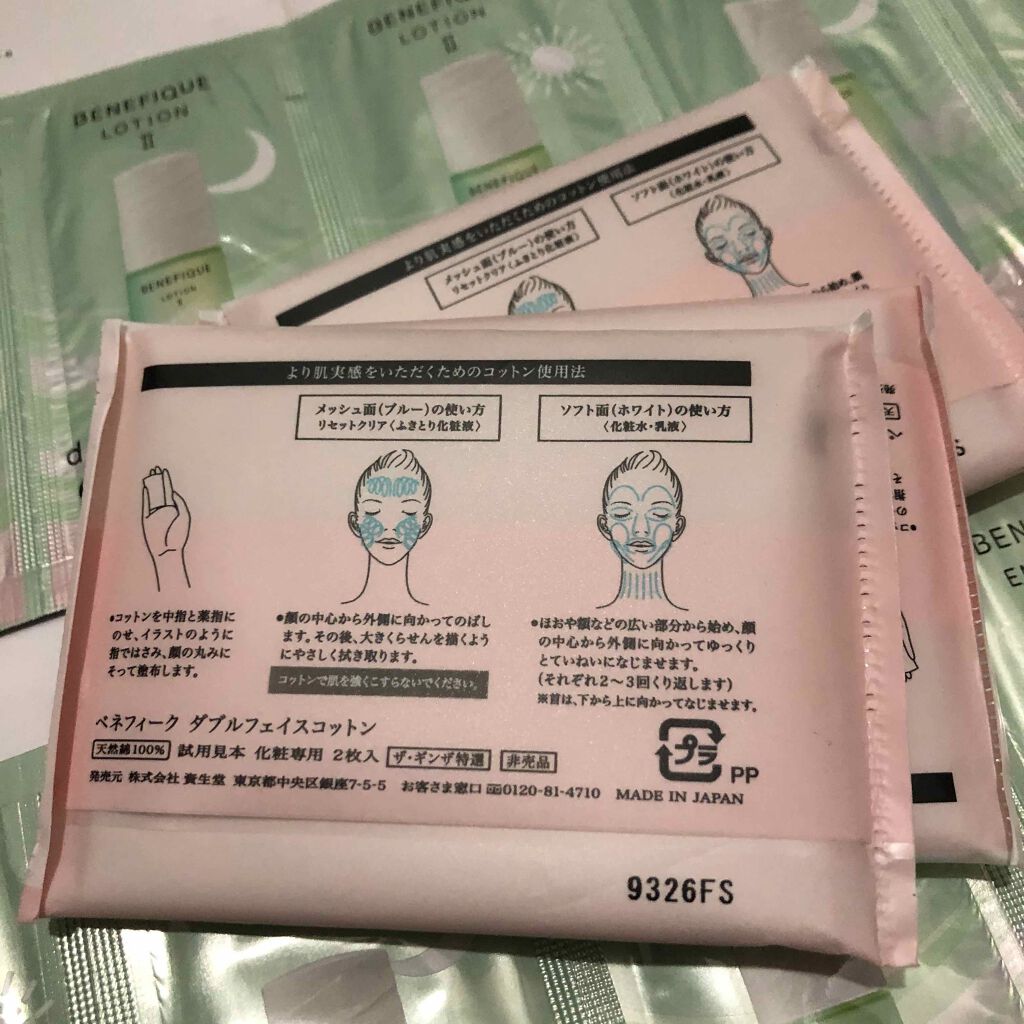 BENEFIQUE
LOTION
II
BENEFIQUE
LOTION
II
BENEFIQUE
LOTION
II
BENEFIQUE
より肌実感をいただくためのコットン使用法
メッシュ面(ブルー)の使い方
リセットクリア〈ふきとり化粧液〉
ソフト面(ホワイト)の使い方
〈化粧水・乳液〉
より肌実感をいただくためのコットン使用法
メッシュ面(ブルー)の使い方
リセットクリア〈ふきとり化粧液〉
ソフト面(ホワイト)の使い方
〈化粧水・乳液〉
●コットンを中指と薬指に
のせ、イラストのように
指ではさみ、顔の丸みに
そって塗布します。
●顔の中心から外側に向かってのばし
ます。その後、大きくらせんを描くよう
にやさしく拭き取ります。
コットンで肌を強くこすらないでください。
●ほおや額などの広い部分から始め、顔
の中心から外側に向かってゆっくり
とていねいになじませます。
(それぞれ2〜3回くり返します)
※首は、下から上に向かってなじませます。
ベネフィーク ダブルフェイスコットン
天然綿100% 試用見本 化粧専用 2枚入 ザ・ギンザ特選 非売品
発売元 株式会社 資生堂 東京都中央区銀座7-5-5 お客さま窓口 0120-81-4710 MADE IN JAPAN
プラ
PP
9326FS